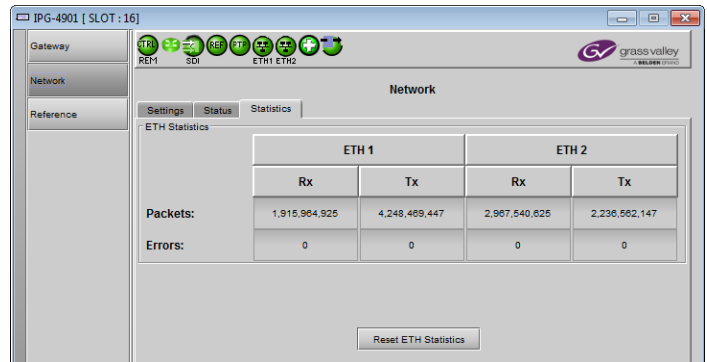 IPG-4901 [ SLOT : 16]
Gateway
Network
Reference
CTRL
REF
PTP
REM
SDI
ETH1 ETH2
GV grass valley
A BELDEN BRAND
Network
Settings Status Statistics
ETH Statistics
ETH 1 ETH 2
Rx Tx Rx Tx
Packets: 1,915,964,925 4,248,469,447 2,967,540,625 2,236,562,147
Errors: 0 0 0 0
Reset ETH Statistics